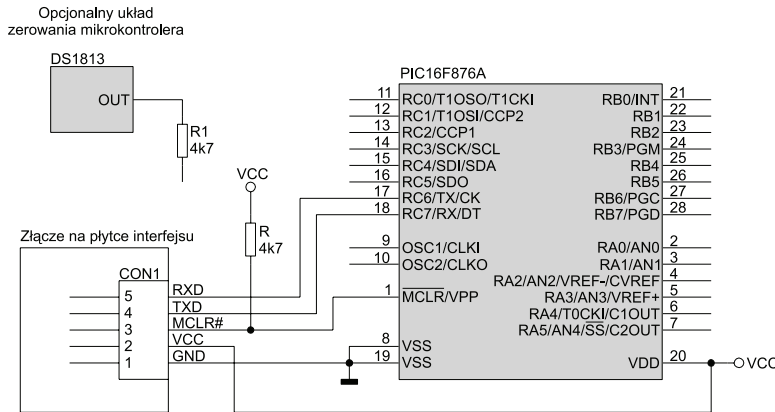 Opcjonalny układ
zerowania mikrokontrolera
DS1813
OUT
R1
4k7
VCC
R
4k7
Złącze na płytce interfejsu
CON1
5 RXD
4 TXD
3 MCLR#
2 VCC
1 GND
PIC16F876A
11 RC0/T1OSO/T1CKI
12 RC1/T1OSI/CCP2
13 RC2/CCP1
14 RC3/SCK/SCL
15 RC4/SDI/SDA
16 RC5/SDO
17 RC6/TX/CK
18 RC7/RX/DT
9 OSC1/CLKI
10 OSC2/CLKO
1 MCLR/VPP
8 VSS
19 VSS
RB0/INT 21
RB1 22
RB2 23
RB3/PGM 24
RB4 25
RB5 26
RB6/PGC 27
RB7/PGD 28
RA0/AN0 2
RA1/AN1 3
RA2/AN2/VREF-/CVREF 4
RA3/AN3/VREF+ 5
RA4/T0CKI/C1OUT 6
RA5/AN4/SS/C2OUT 7
VDD 20
VCC